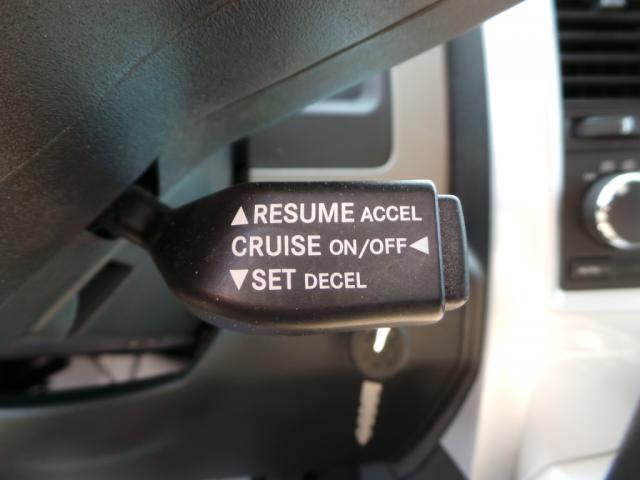 ▲RESUME ACCEL
CRUISE ON/OFF◀
▼SET DECEL